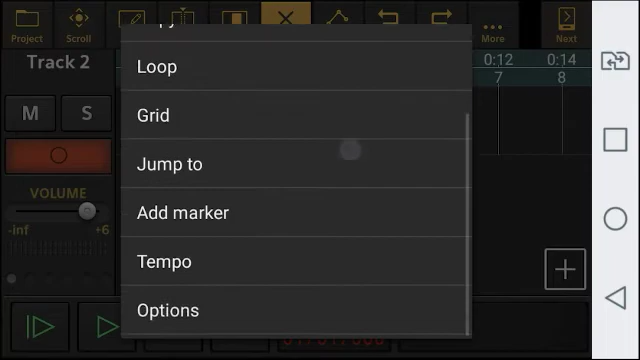 Project
Scroll
More
Next
Track 2
0:12
0:14
7
8
M
S
VOLUME
-inf
+6
Loop
Grid
Jump to
Add marker
Tempo
Options